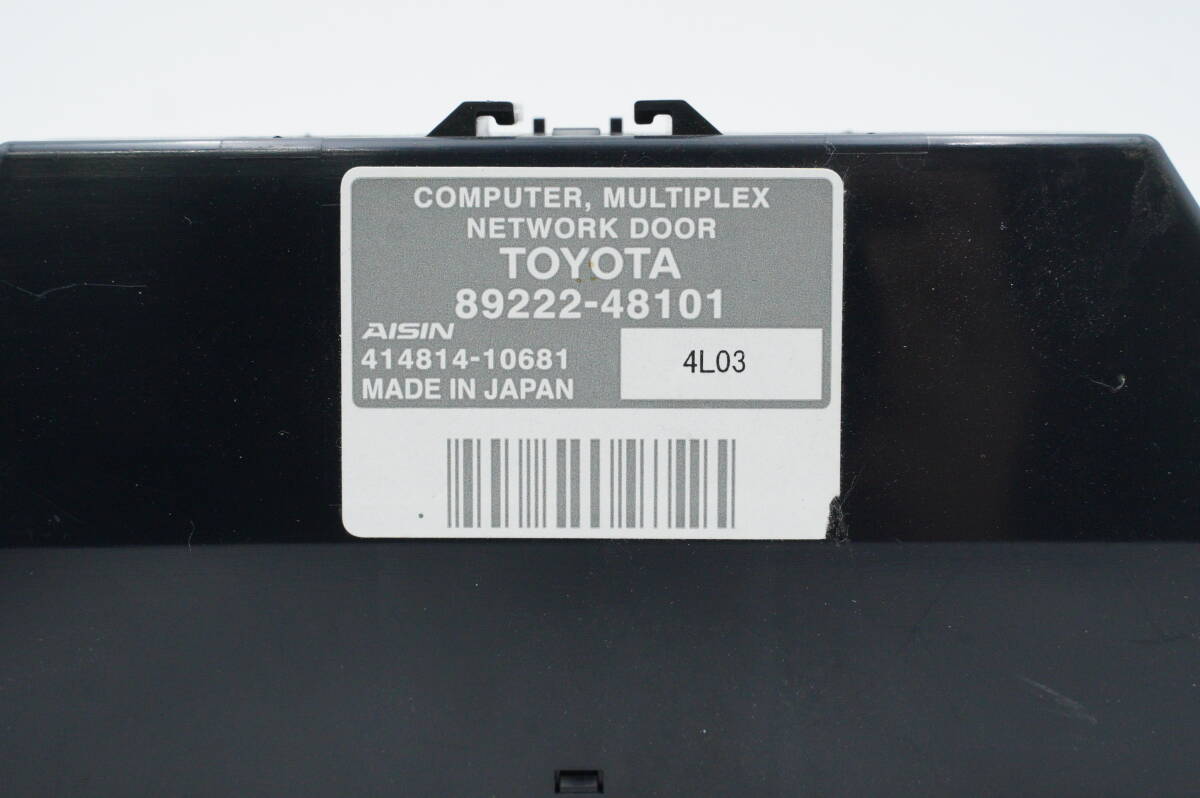 COMPUTER, MULTIPLEX
NETWORK DOOR
TOYOTA
89222-48101
AISIN
414814-10681
4L03
MADE IN JAPAN